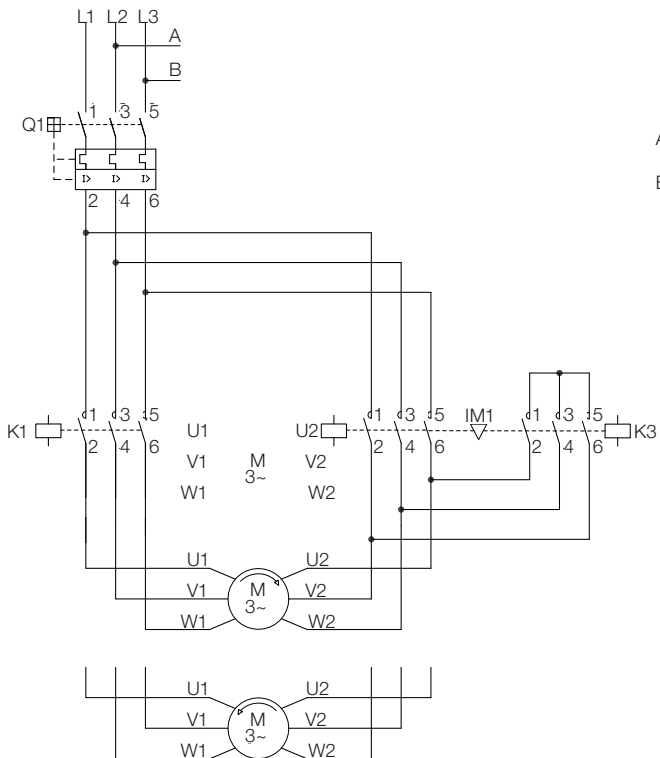 L1 L2 L3
A
B
Q1 1 3 5
I> I> I>
2 4 6
K1 1 3 5
2 4 6
U1
V1 M
3~
W1
U2
V2
W2
1 3 5
2 4 6
IM1
1 3 5
2 4 6
K3
U1 U2
V1 M V2
3~
W1 W2
U1 U2
V1 M V2
3~
W1 W2